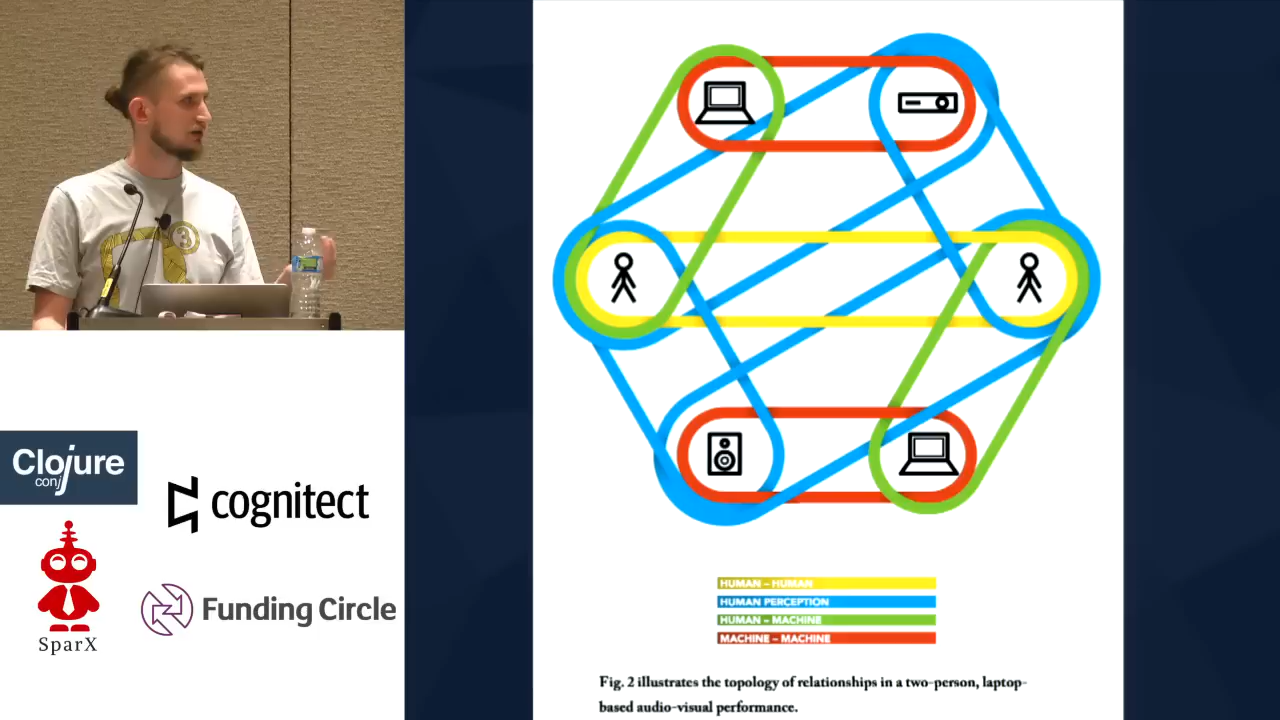 3
Clojure
conj
cognitect
SparX
Funding Circle
HUMAN – HUMAN
HUMAN PERCEPTION
HUMAN – MACHINE
MACHINE – MACHINE
Fig. 2 illustrates the topology of relationships in a two-person, laptop-
based audio-visual performance.